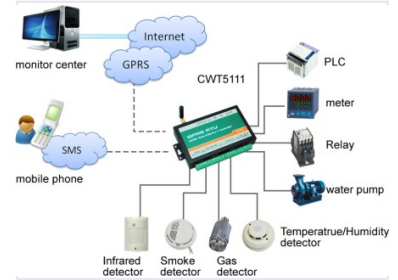 Internet
GPRS
monitor center
CWT5111
PLC
meter
GPRS RTU
SMS
Relay
mobile phone
water pump
Temperatrue/Humidity
detector
Infrared
detector
Smoke
detector
Gas
detector